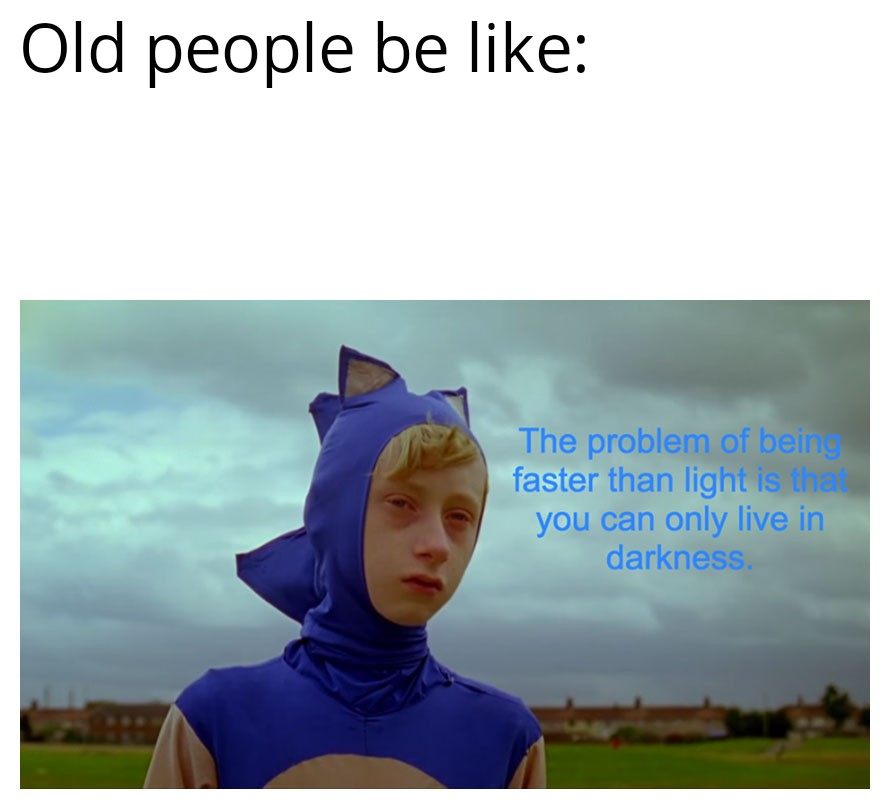 Old people be like:
The problem of being
faster than light is that
you can only live in
darkness.